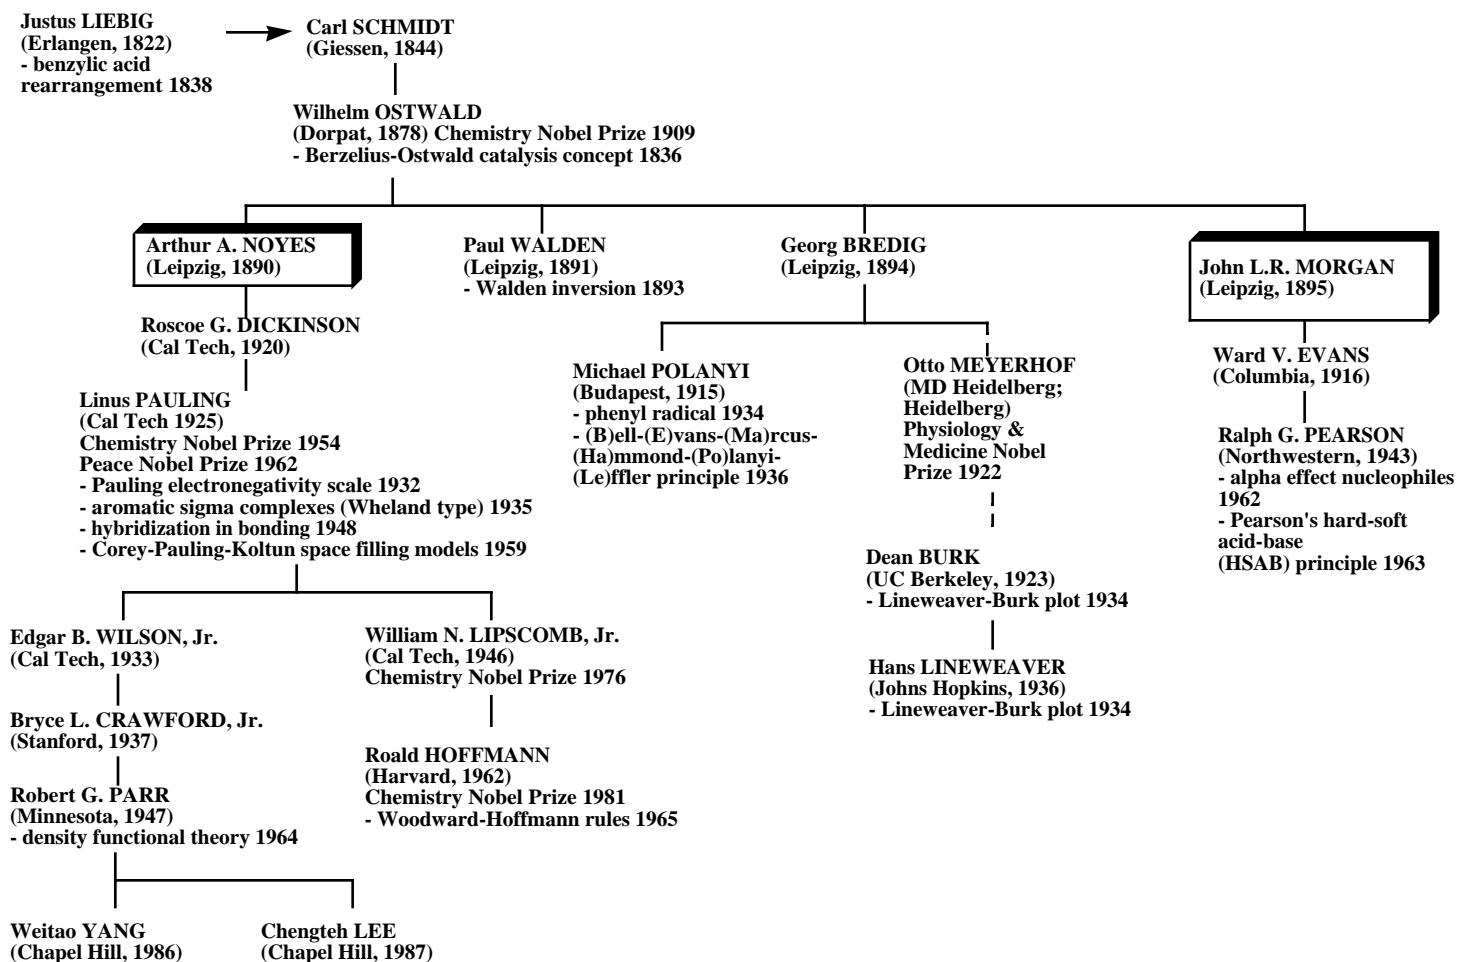 Justus LIEBIG
(Erlangen, 1822)
- benzylic acid
rearrangement 1838
Carl SCHMIDT
(Giessen, 1844)
Wilhelm OSTWALD
(Dorpat, 1878) Chemistry Nobel Prize 1909
- Berzelius-Ostwald catalysis concept 1836
Arthur A. NOYES
(Leipzig, 1890)
Paul WALDEN
(Leipzig, 1891)
- Walden inversion 1893
Georg BREDIG
(Leipzig, 1894)
John L.R. MORGAN
(Leipzig, 1895)
Roscoe G. DICKINSON
(Cal Tech, 1920)
Linus PAULING
(Cal Tech 1925)
Chemistry Nobel Prize 1954
Peace Nobel Prize 1962
- Pauling electronegativity scale 1932
- aromatic sigma complexes (Wheland type) 1935
- hybridization in bonding 1948
- Corey-Pauling-Koltun space filling models 1959
Michael POLANYI
(Budapest, 1915)
- phenyl radical 1934
- (B)ell-(E)vans-(Ma)rcus-
(Ha)mmond-(Po)lanyi-
(Le)ffler principle 1936
Otto MEYERHOF
(MD Heidelberg;
Heidelberg)
Physiology &
Medicine Nobel
Prize 1922
Ward V. EVANS
(Columbia, 1916)
Ralph G. PEARSON
(Northwestern, 1943)
- alpha effect nucleophiles
1962
- Pearson's hard-soft
acid-base
(HSAB) principle 1963
Dean BURK
(UC Berkeley, 1923)
- Lineweaver-Burk plot 1934
Hans LINEWEAVER
(Johns Hopkins, 1936)
- Lineweaver-Burk plot 1934
Edgar B. WILSON, Jr.
(Cal Tech, 1933)
William N. LIPSCOMB, Jr.
(Cal Tech, 1946)
Chemistry Nobel Prize 1976
Bryce L. CRAWFORD, Jr.
(Stanford, 1937)
Roald HOFFMANN
(Harvard, 1962)
Chemistry Nobel Prize 1981
- Woodward-Hoffmann rules 1965
Robert G. PARR
(Minnesota, 1947)
- density functional theory 1964
Weitao YANG
(Chapel Hill, 1986)
Chengteh LEE
(Chapel Hill, 1987)